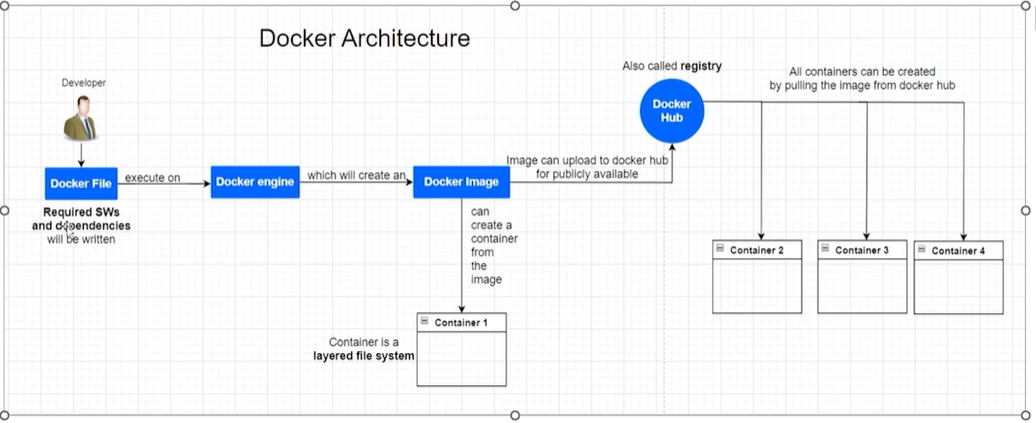 Docker Architecture
Developer
Also called registry
All containers can be created
by pulling the image from docker hub
Docker
Hub
Docker File
execute on
Docker engine
which will create an
Docker Image
Image can upload to docker hub
for publicly available
Required SWs
and dependencies
will be written
can
create a
container
from
the
image
Container 2
Container 3
Container 4
Container 1
Container is a
layered file system